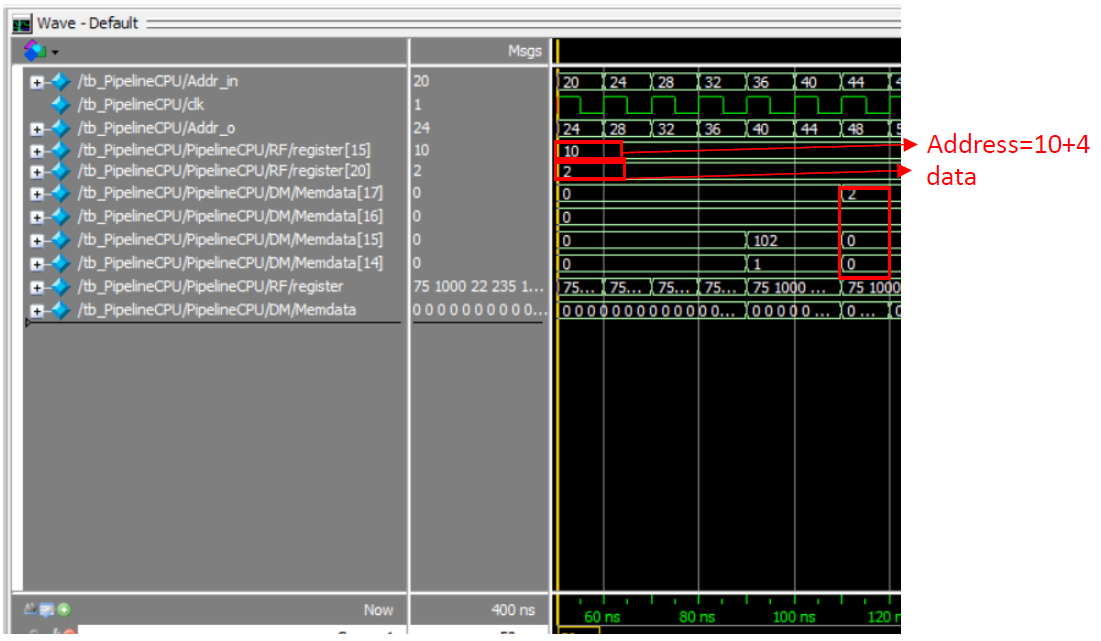 Wave - Default
Msgs
/tb_PipelineCPU/Addr_in 20 20 24 28 32 36 40 44
/tb_PipelineCPU/clk 1
/tb_PipelineCPU/Addr_o 24 24 28 32 36 40 44 48
/tb_PipelineCPU/PipelineCPU/RF/register[15] 10 10
/tb_PipelineCPU/PipelineCPU/RF/register[20] 2 2
/tb_PipelineCPU/PipelineCPU/DM/Memdata[17] 0 0 2
/tb_PipelineCPU/PipelineCPU/DM/Memdata[16] 0 0
/tb_PipelineCPU/PipelineCPU/DM/Memdata[15] 0 0 102 0
/tb_PipelineCPU/PipelineCPU/DM/Memdata[14] 0 0 1 0
/tb_PipelineCPU/PipelineCPU/RF/register 75 1000 22 235 1... 75... 75... 75... 75... 75 1000 ... 75 1000
/tb_PipelineCPU/PipelineCPU/DM/Memdata 0 0 0 0 0 0 0 0 0 0 0... 0 0 0 0 0 0 0 0 0 0 0 0 0 0... 0 0 0 0 0 ... 0 ...
Address=10+4
data
Now 400 ns
60 ns 80 ns 100 ns 120